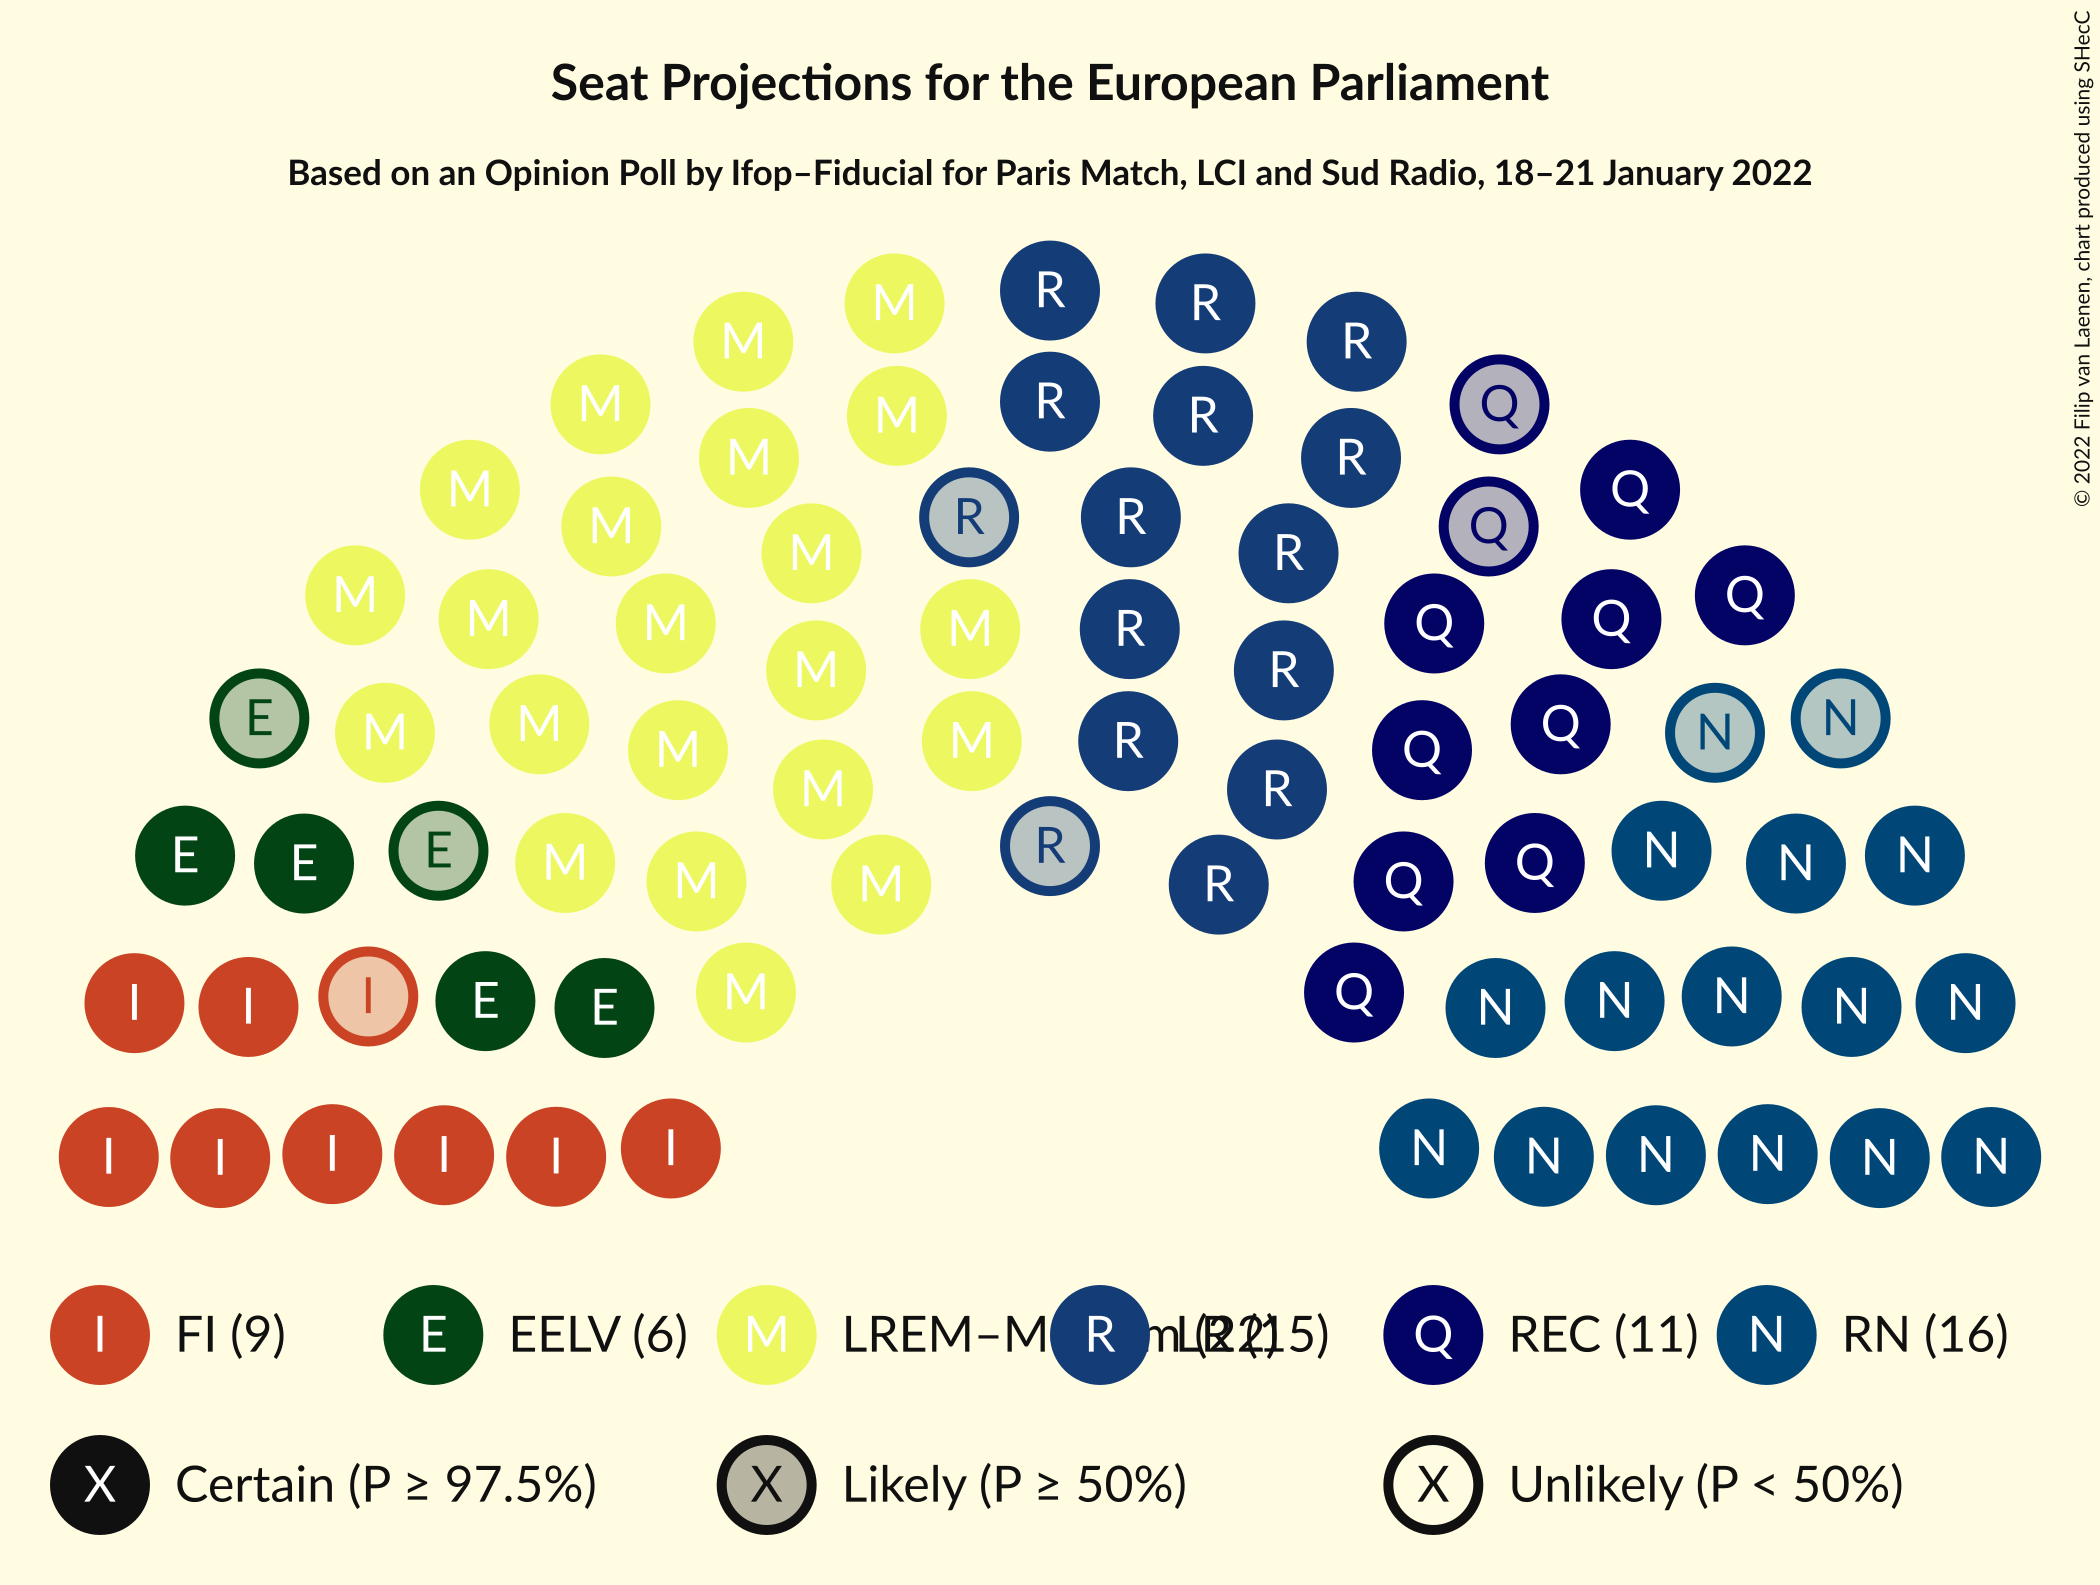 Seat Projections for the European Parliament
Based on an Opinion Poll by Ifop–Fiducial for Paris Match, LCI and Sud Radio, 18–21 January 2022
© 2022 Filip van Laenen, chart produced using SHecC
R
M R
M R
M Q
R
M R
M R
M Q
R R
M Q
M R
M Q
M Q
M Q
M R
M R
E N
M N
M Q
M Q
M R
M R
E N
E N
E N
M Q
M Q
M R
R
I N
I N
I N
E N
E N
M Q
I I I I I I N N N N N N
I FI (9) E EELV (6) M LREM–M R LR (15) Q REC (11) N RN (16)
X Certain (P ≥ 97.5%) X Likely (P ≥ 50%) X Unlikely (P < 50%)